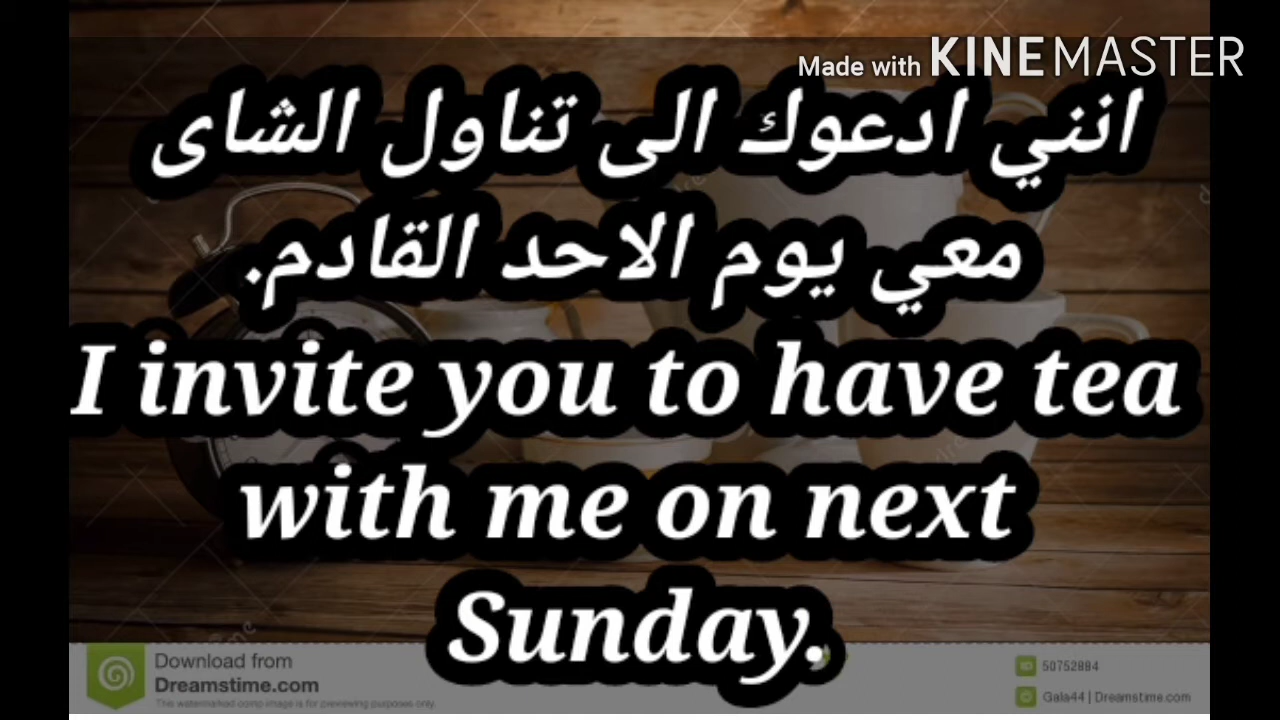 Made with KINEMASTER
انني ادعوك الى تناول الشاى
معي يوم الاحد القادم.
I invite you to have tea
with me on next
Sunday.
Download from
Dreamstime.com
This watermarked comp image is for previewing purposes only.
50752884
Gala44 | Dreamstime.com